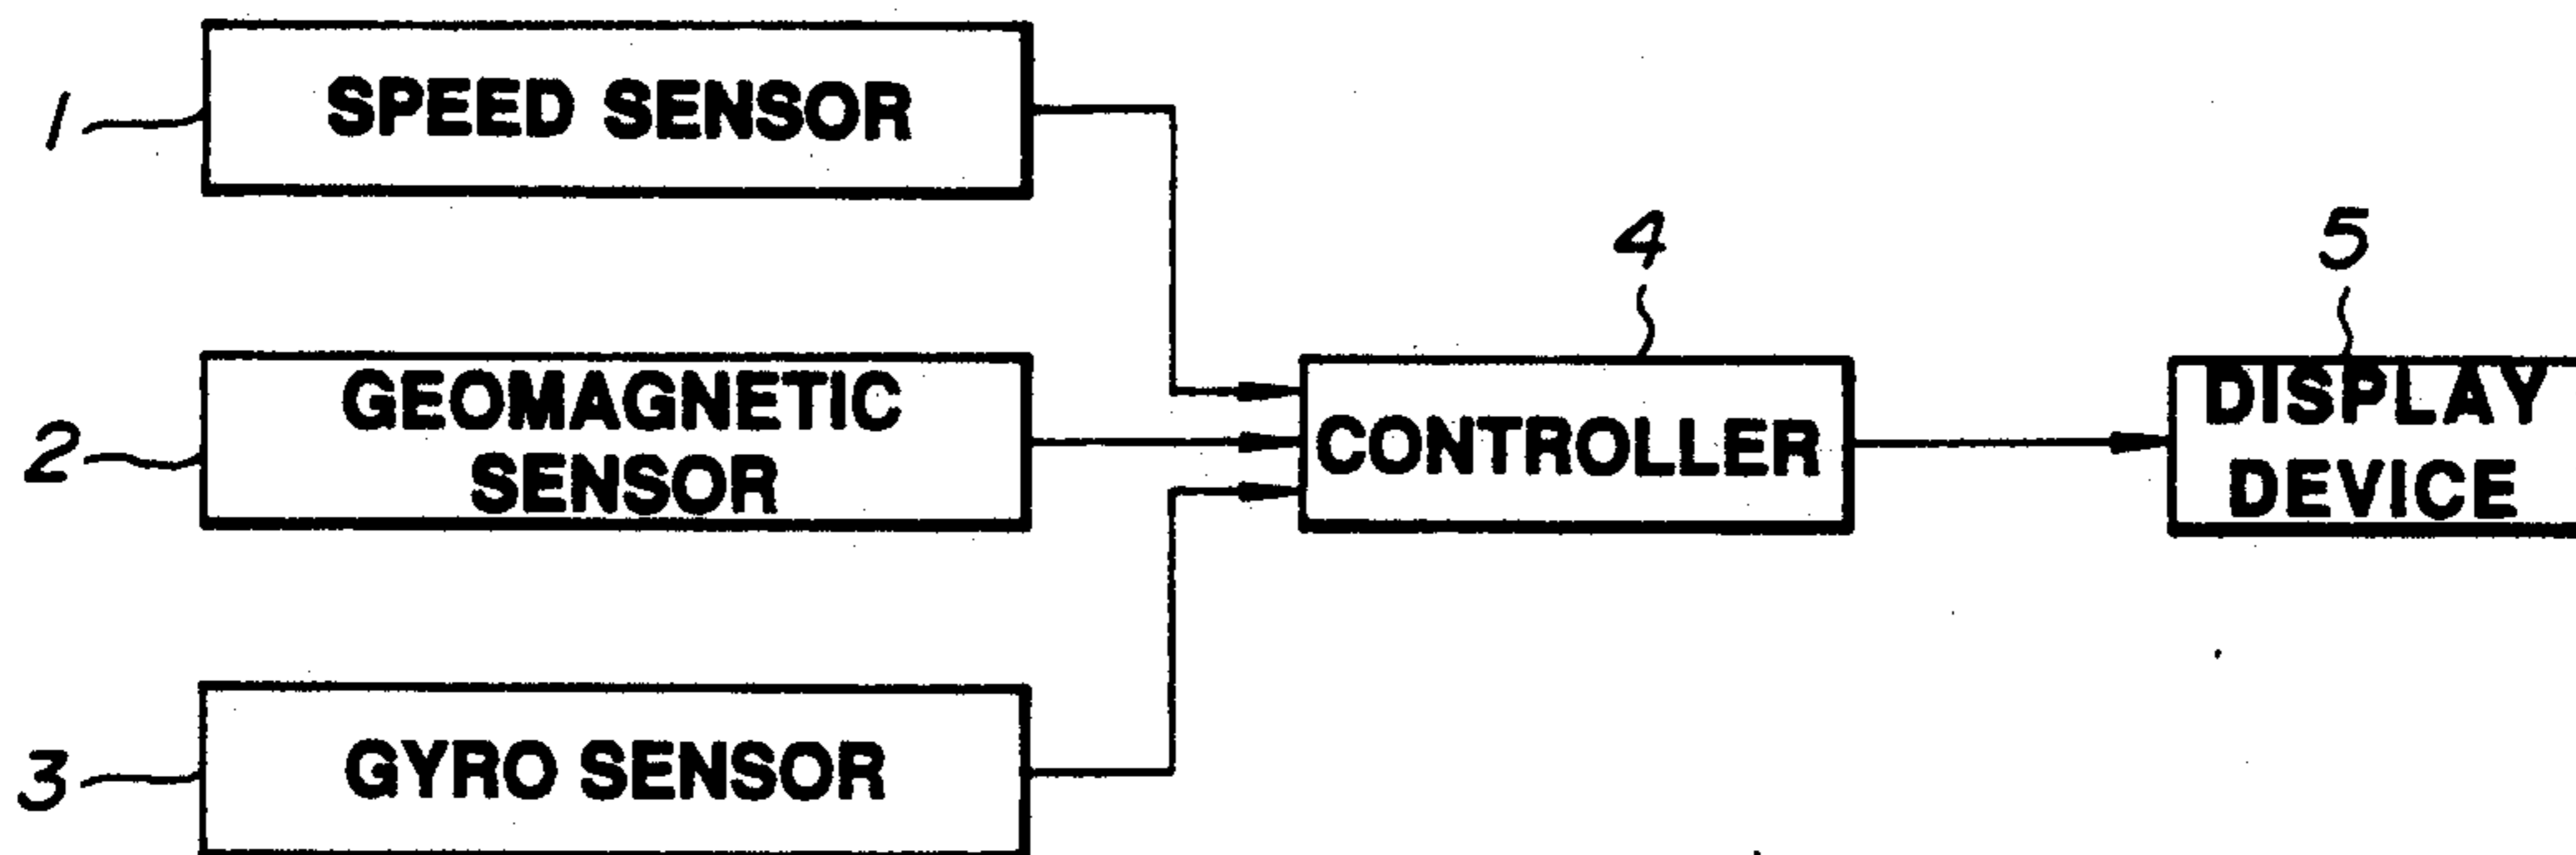 1
SPEED SENSOR
2
GEOMAGNETIC
SENSOR
3
GYRO SENSOR
4
CONTROLLER
5
DISPLAY
DEVICE